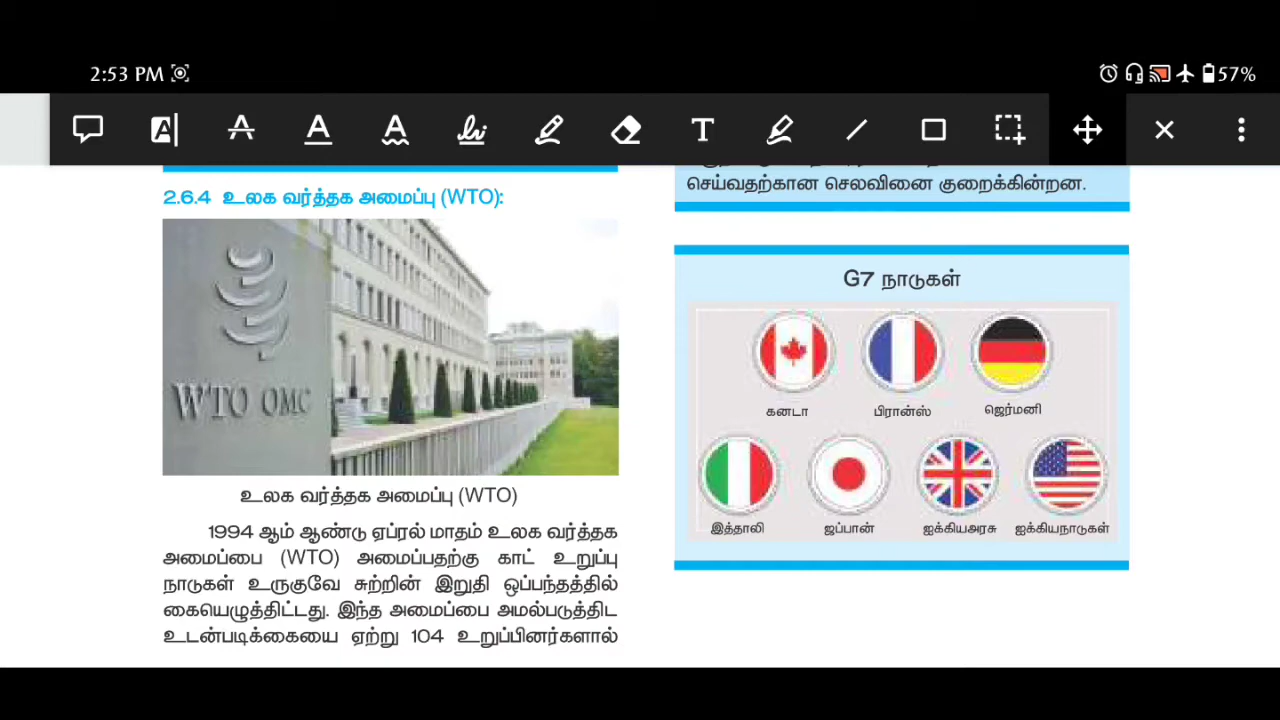 2:53 PM
57%
2.6.4 உலக வர்த்தக அமைப்பு (WTO):
WTO OMC
உலக வர்த்தக அமைப்பு (WTO)
1994 ஆம் ஆண்டு ஏப்ரல் மாதம் உலக வர்த்தக
அமைப்பை (WTO) அமைப்பதற்கு காட் உறுப்பு
நாடுகள் உருகுவே சுற்றின் இறுதி ஒப்பந்தத்தில்
கையெழுத்திட்டது. இந்த அமைப்பை அமல்படுத்திட
உடன்படிக்கையை ஏற்று 104 உறுப்பினர்களால்
செய்வதற்கான செலவினை குறைக்கின்றன.
G7 நாடுகள்
கனடா
பிரான்ஸ்
ஜெர்மனி
இத்தாலி
ஜப்பான்
ஐக்கியஅரசு
ஐக்கியநாடுகள்